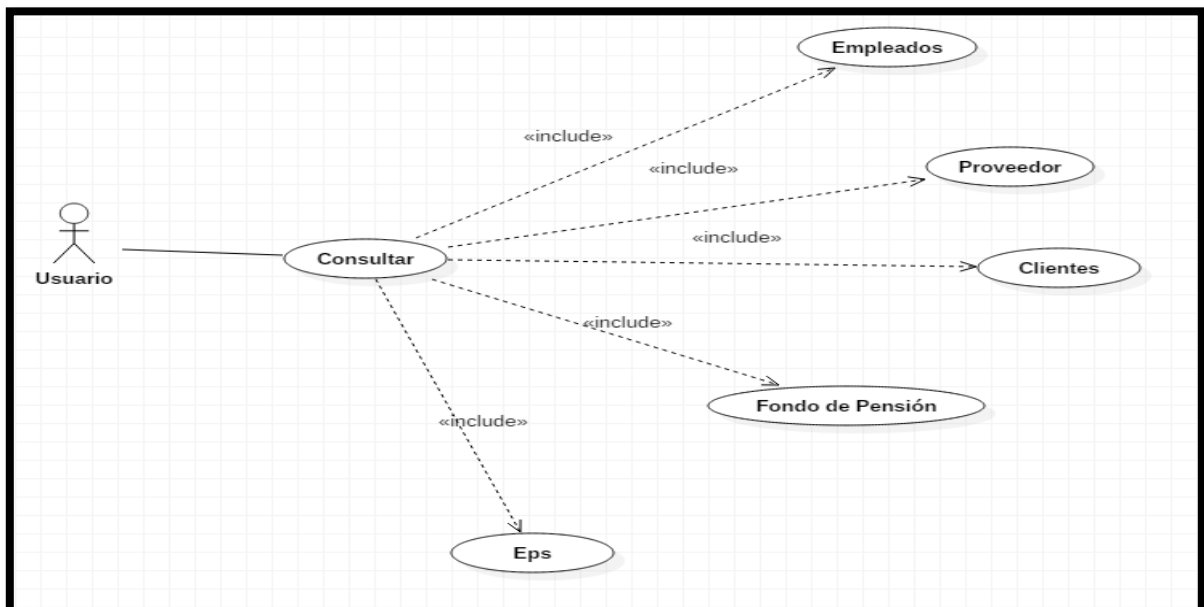 Empleados
«include»
«include»
Proveedor
«include»
Usuario
Consultar
Clientes
«include»
Fondo de Pensión
«include»
Eps